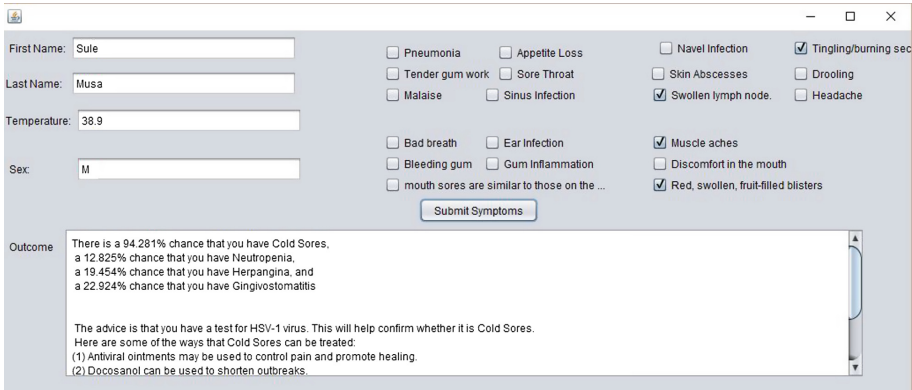 First Name: Sule
Last Name: Musa
Temperature: 38.9
Sex: M
Pneumonia Appetite Loss Navel Infection Tingling/burning sec
Tender gum work Sore Throat Skin Abscesses Drooling
Malaise Sinus Infection Swollen lymph node. Headache
Bad breath Ear Infection Muscle aches
Bleeding gum Gum Inflammation Discomfort in the mouth
mouth sores are similar to those on the ... Red, swollen, fruit-filled blisters
Submit Symptoms
Outcome
There is a 94.281% chance that you have Cold Sores,
a 12.825% chance that you have Neutropenia,
a 19.454% chance that you have Herpangina, and
a 22.924% chance that you have Gingivostomatitis
The advice is that you have a test for HSV-1 virus. This will help confirm whether it is Cold Sores.
Here are some of the ways that Cold Sores can be treated:
(1) Antiviral ointments may be used to control pain and promote healing.
(2) Docosanol can be used to shorten outbreaks.